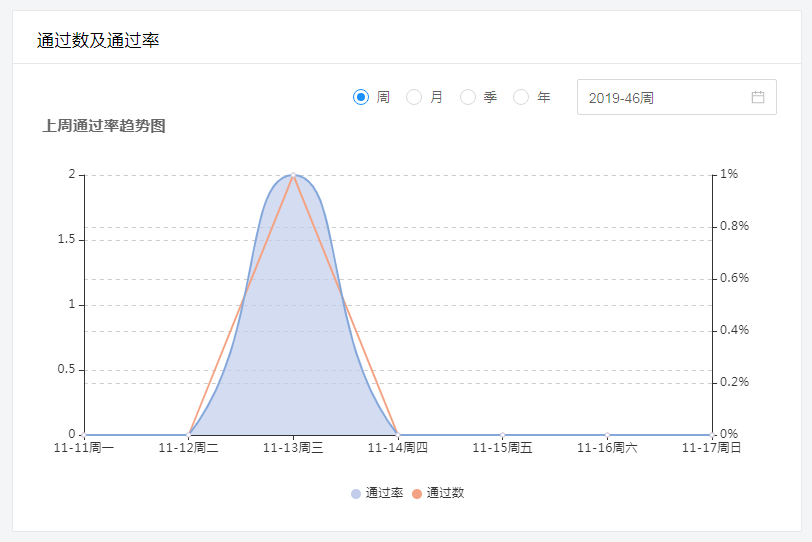 通过数及通过率
周 月 季 年 2019-46周
上周通过率趋势图
2 1%
0.8%
1.5
0.6%
1
0.4%
0.5
0.2%
0 0%
11-11周一 11-12周二 11-13周三 11-14周四 11-15周五 11-16周六 11-17周日
通过率 通过数